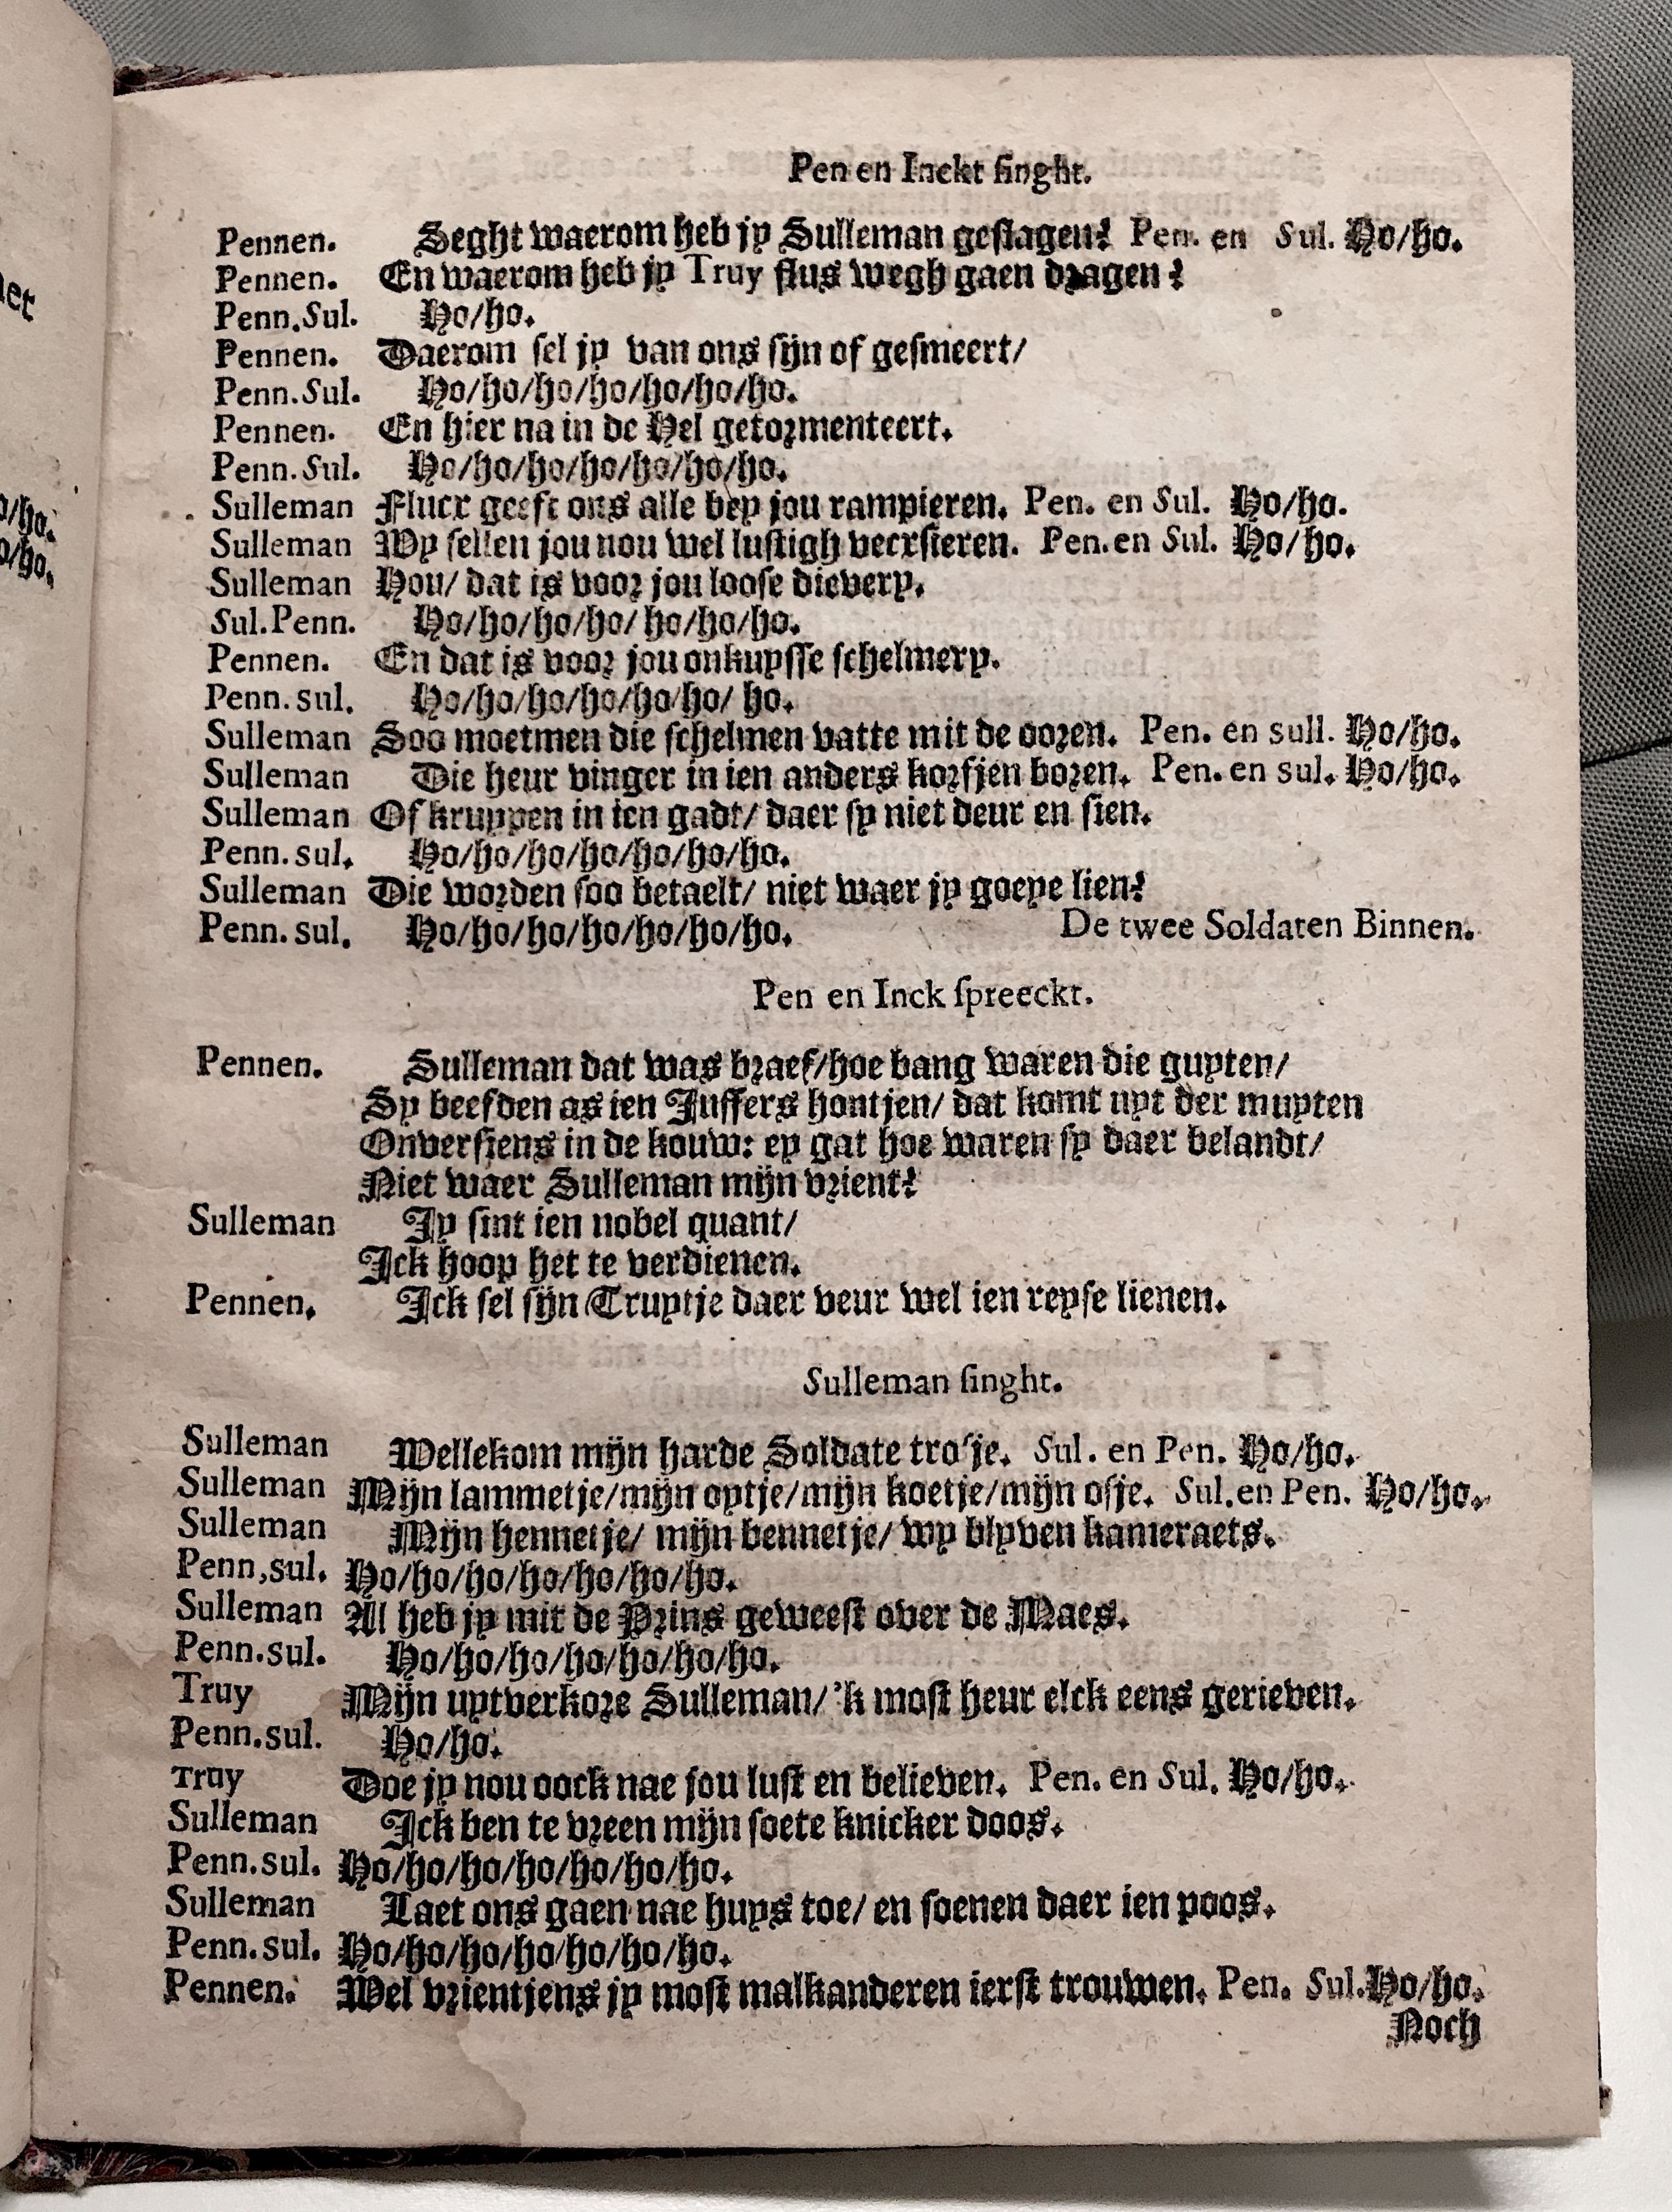 Pen en Inckt singht.
Pennen. Seght waerom heb jy Sulleman geslagen? Pen. en Sul. Ho/ho.
Pennen. En waerom heb jy Truy flus wegh gaen dragen?
Penn.Sul. Ho/ho.
Pennen. Daerom sel jy van ons sijn of gesmeert/
Penn.Sul. Ho/ho/ho/ho/ho/ho/ho.
Pennen. En hier na in de Hel getormenteert.
Penn.Sul. Ho/ho/ho/ho/ho/ho/ho.
Sulleman Flucx geeft ons alle bey jou rampieren. Pen. en Sul. Ho/ho.
Sulleman Wy sellen jou nou wel lustigh veersieren. Pen.en Sul. Ho/ho.
Sulleman Hou/ dat is voor jou loose dievery.
Sul.Penn. Ho/ho/ho/ho/ ho/ho/ho.
Pennen. En dat is voor jou onkuysse schelmery.
Penn.sul. Ho/ho/ho/ho/ho/ho/ ho.
Sulleman Soo moetmen die schelmen vatte mit de ooren. Pen. en sull. Ho/ho.
Sulleman Die heur vinger in ien anders korfjen boren. Pen. en sul. Ho/ho.
Sulleman Of kruypen in ien gadt/ daer sy niet deur en sien.
Penn.sul. Ho/ho/ho/ho/ho/ho/ho.
Sulleman Die worden soo betaelt/ niet waer jy goeye lien?
Penn.sul. Ho/ho/ho/ho/ho/ho/ho. De twee Soldaten Binnen.
Pen en Inck spreeckt.
Pennen. Sulleman dat was braef/hoe bang waren die guyten/
Sy beefden as ien Juffers hontjen/ dat komt uyt der muyten
Onversiens in de kouw: ey gat hoe waren sy daer belandt/
Niet waer Sulleman mijn vrient?
Sulleman Jy sint ien nobel quant/
Ick hoop het te verdienen.
Pennen. Ick sel sijn Truytje daer veur wel ien reyse lienen.
Sulleman singht.
Sulleman Wellekom mijn harde Soldate trosje. Sul. en Pen. Ho/ho.
Sulleman Mijn lammetje/mijn oytje/mijn koetje/mijn osje. Sul.en Pen. Ho/ho.
Sulleman Mijn hennetje/ mijn bennetje/ wy blyven kameraets.
Penn.sul. Ho/ho/ho/ho/ho/ho/ho.
Sulleman Al heb jy mit de Prins geweest over de Maes.
Penn.sul. Ho/ho/ho/ho/ho/ho/ho.
Truy Mijn uytverkore Sulleman/ 'k most heur elck eens gerieven.
Penn.sul. Ho/ho.
Truy Doe jy nou oock nae jou lust en believen. Pen. en Sul. Ho/ho.
Sulleman Ick ben te vreen mijn soete knicker doos.
Penn.sul. Ho/ho/ho/ho/ho/ho/ho.
Sulleman Laet ons gaen nae huys toe/ en soenen daer ien poos.
Penn.sul. Ho/ho/ho/ho/ho/ho/ho.
Pennen. Wel vrientjens jy most malkanderen ierst trouwen. Pen. Sul.Ho/ho.
Noch